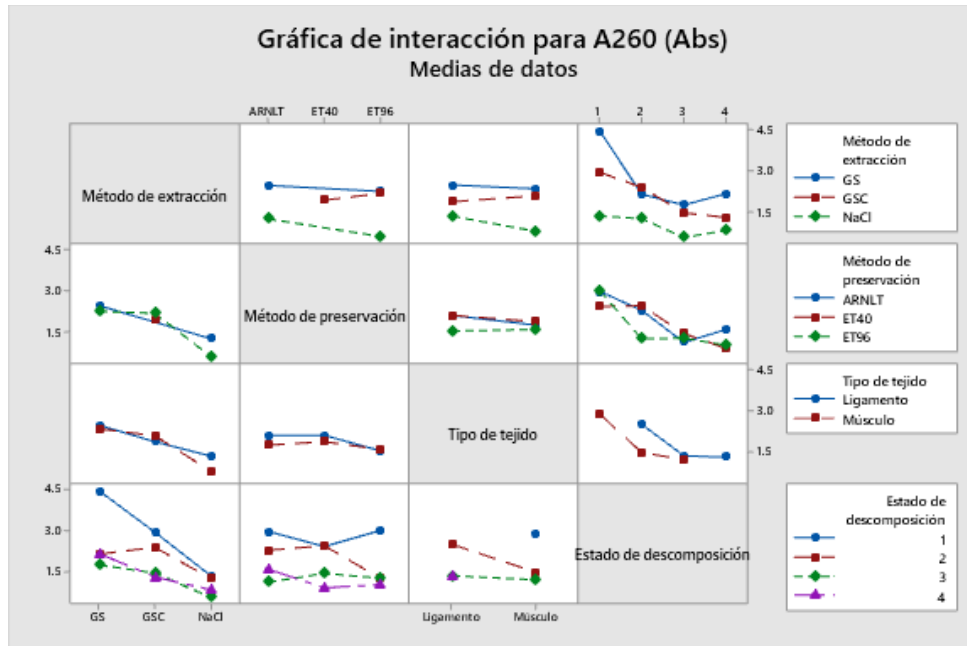 Gráfica de interacción para A260 (Abs)
Medias de datos
ARNLT ET40 ET96
1 2 3 4
Método de extracción
4.5
3.0
1.5
Método de
extracción
GS
GSC
NaCl
4.5
3.0
1.5
Método de preservación
Método de
preservación
ARNLT
ET40
ET96
Tipo de tejido
4.5
3.0
1.5
Tipo de tejido
Ligamento
Músculo
4.5
3.0
1.5
Estado de descomposición
Estado de
descomposición
1
2
3
4
GS GSC NaCl
Ligamento Músculo